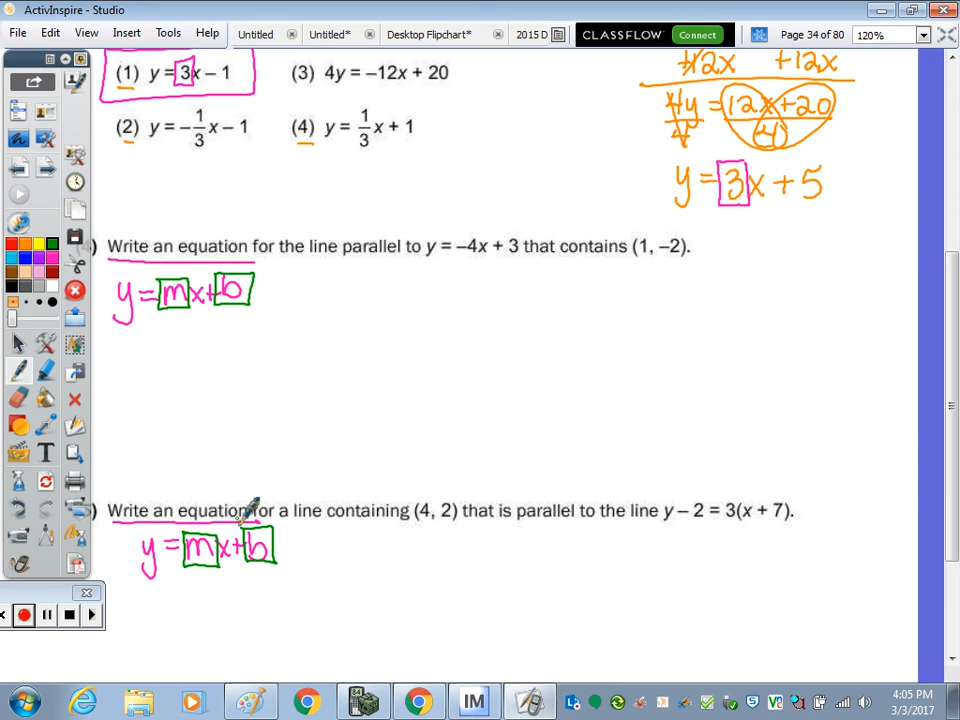 ActivInspire - Studio
File Edit View Insert Tools Help Untitled Untitled* Desktop Flipchart* 2015 D CLASSFLOW Connect Page 34 of 80 120%
(1) y = 3x – 1 (3) 4y = –12x + 20
(2) y = –1/3x – 1 (4) y = 1/3x + 1
+12x +12x
4y = 12x+20
4 4
y = 3x + 5
) Write an equation for the line parallel to y = –4x + 3 that contains (1, –2).
y = mx+b
) Write an equation for a line containing (4, 2) that is parallel to the line y – 2 = 3(x + 7).
y = mx+b
IM
4:05 PM
3/3/2017